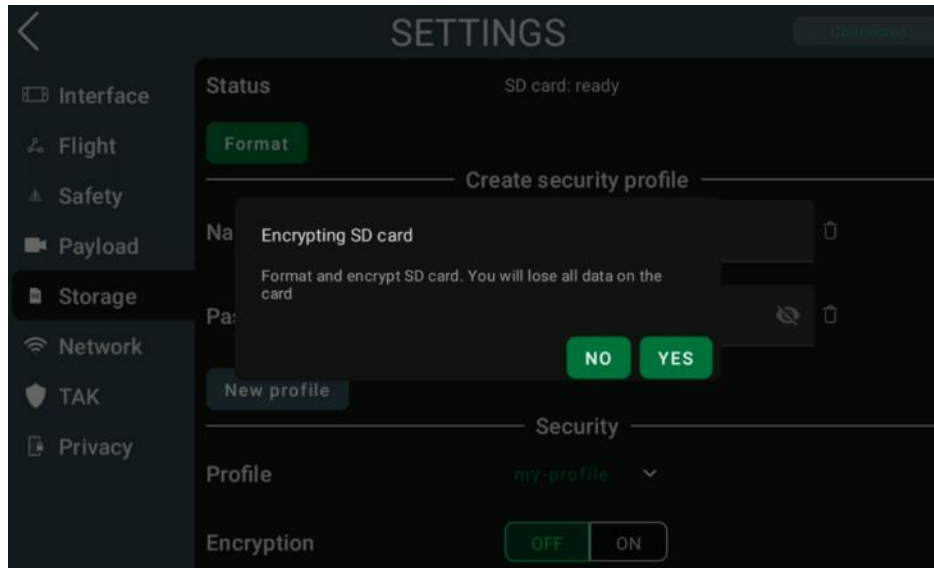 SETTINGS
Connected
Interface
Flight
Safety
Payload
Storage
Network
TAK
Privacy
Status
SD card: ready
Format
Create security profile
Na
Encrypting SD card
Format and encrypt SD card. You will lose all data on the
card
NO
YES
New profile
Security
Profile
my-profile
Encryption
OFF
ON